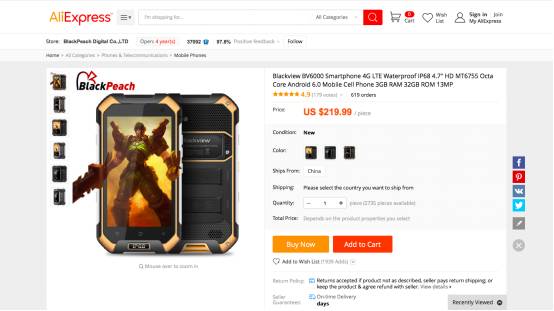 AliExpress
I'm shopping for...
All Categories
0
Cart
Wish
List
Sign in
Join
My AliExpress
Store: BlackPeach Digital Co.,LTD
Open: 4 year(s)
37092
97.8% Positive feedback
Follow
Home > All Categories > Phones & Telecommunications > Mobile Phones
BlackPeach
Blackview
Mouse over to zoom in
Blackview BV6000 Smartphone 4G LTE Waterproof IP68 4.7" HD MT6755 Octa
Core Android 6.0 Mobile Cell Phone 3GB RAM 32GB ROM 13MP
4.9 (179 votes)
619 orders
Price:
US $219.99 / piece
Condition: New
Color:
Ships From: China
Shipping: Please select the country you want to ship from
Quantity: — 1 + piece (2735 pieces available)
Total Price: Depends on the product properties you select
Buy Now
Add to Cart
Add to Wish List (1939 Adds)
Return Policy: Returns accepted if product not as described, seller pays return shipping; or
keep the product & agree refund with seller. View details
Seller
Guarantees:
On-time Delivery
days
Recently Viewed